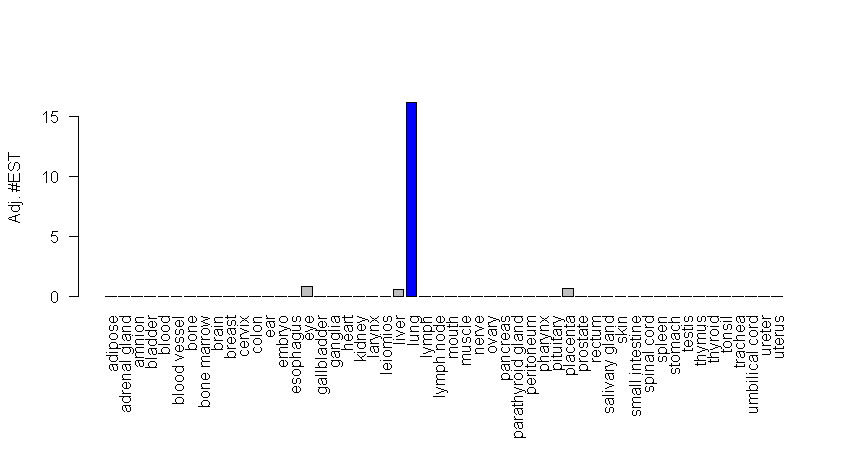 Adj. #EST
15
10
5
0
adipose
adrenal gland
amnion
bladder
blood
blood vessel
bone
bone marrow
brain
breast
cervix
colon
ear
embryo
esophagus
eye
gallbladder
ganglia
heart
kidney
larynx
leiomios
liver
lung
lymph
lymph node
mouth
muscle
nerve
ovary
pancreas
parathyroid gland
peritoneum
pharynx
pituitary
placenta
prostate
rectum
salivary gland
skin
small intestine
spinal cord
spleen
stomach
testis
thymus
thyroid
tonsil
trachea
umbilical cord
ureter
uterus